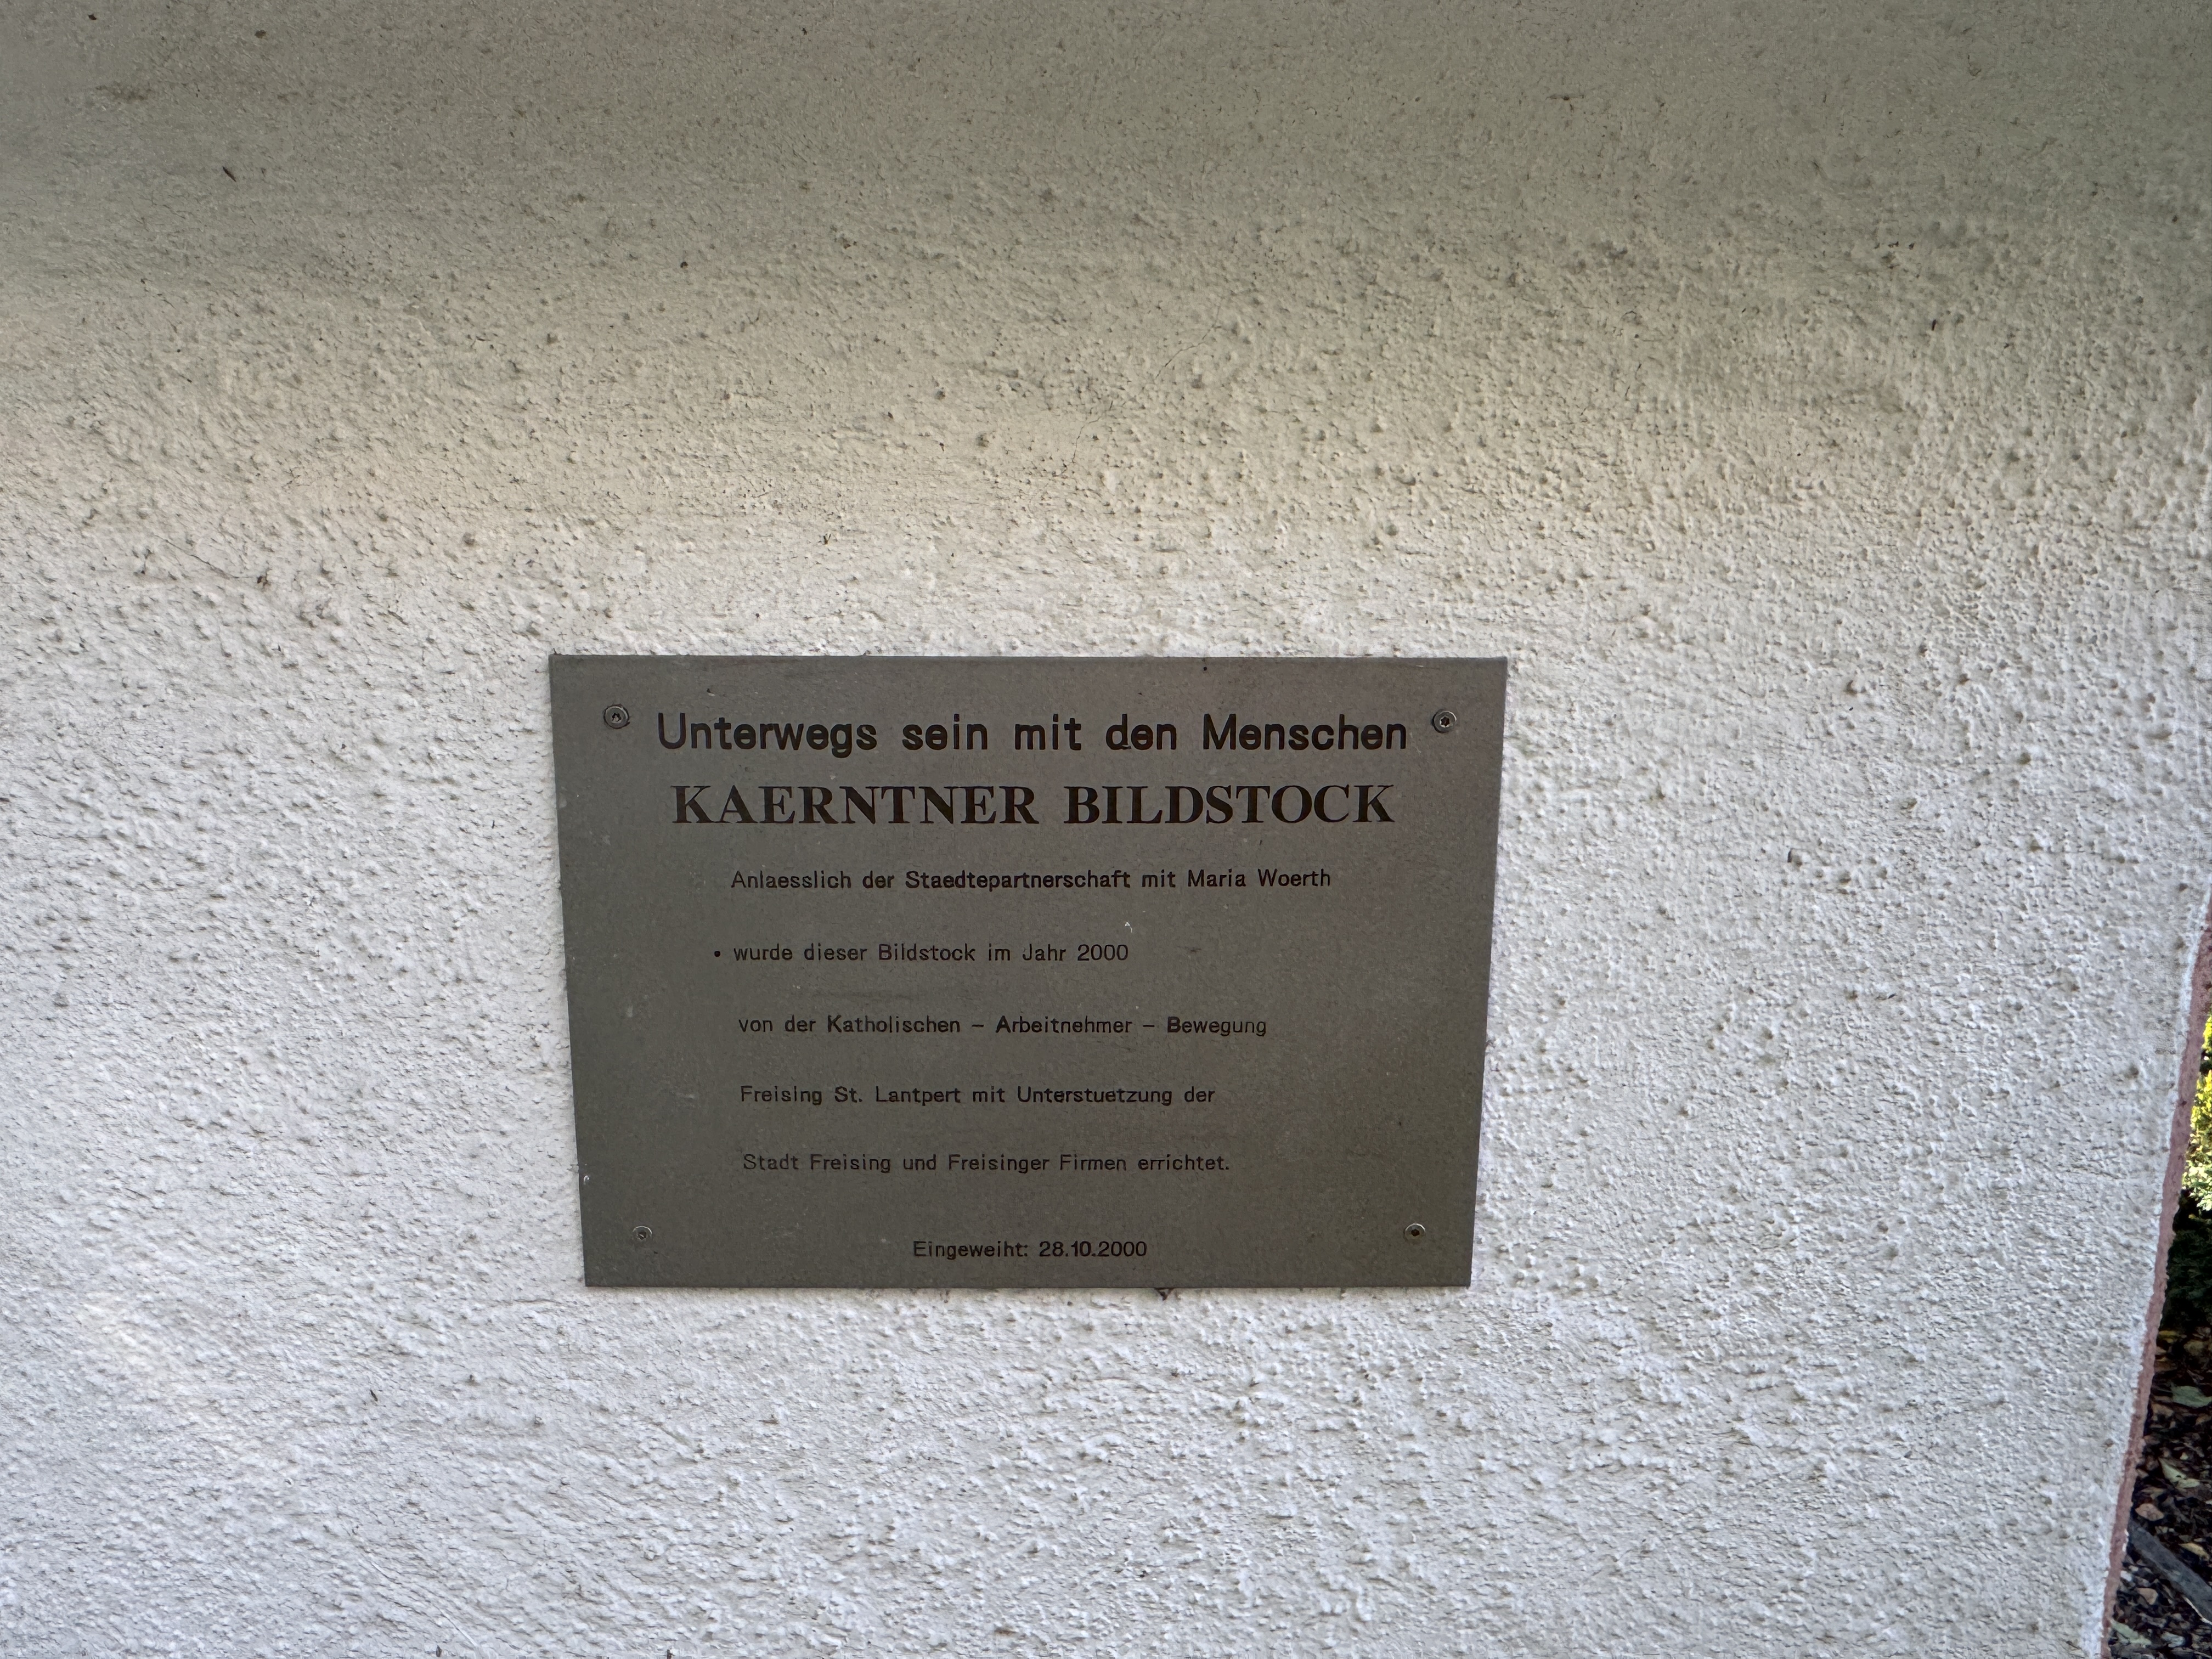 Unterwegs sein mit den Menschen
KAERNTNER BILDSTOCK
Anlaesslich der Staedtepartnerschaft mit Maria Woerth
• wurde dieser Bildstock im Jahr 2000
von der Katholischen – Arbeitnehmer – Bewegung
Freising St. Lantpert mit Unterstuetzung der
Stadt Freising und Freisinger Firmen errichtet.
Eingeweiht: 28.10.2000